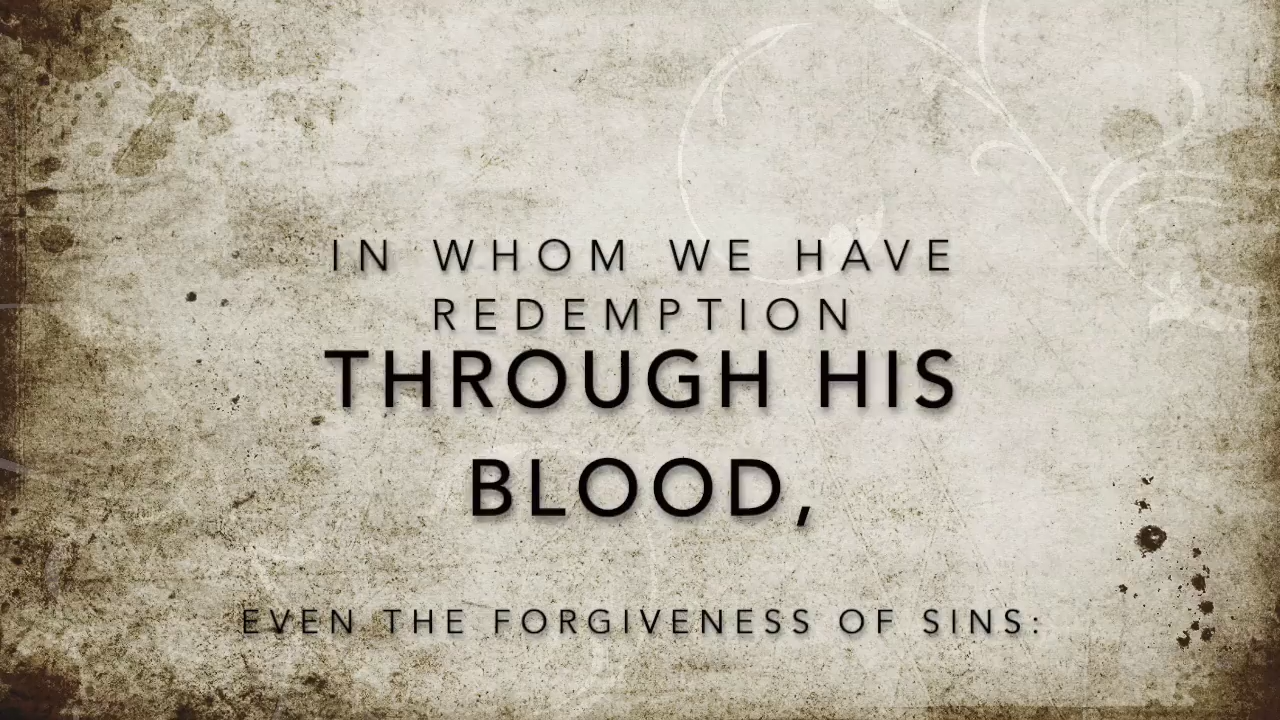 IN WHOM WE HAVE
REDEMPTION
THROUGH HIS
BLOOD,
EVEN THE FORGIVENESS OF SINS: